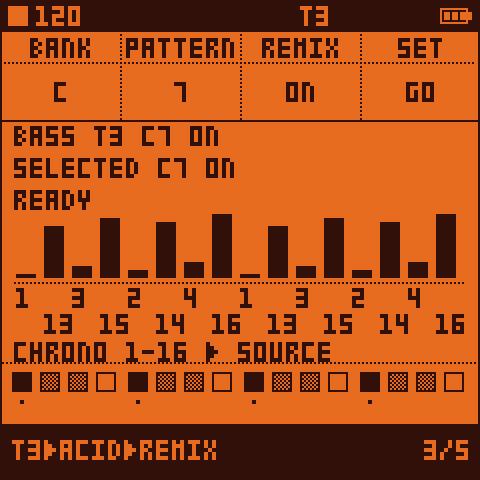 120 T3
BANK PATTERN REMIX SET
C 7 ON GO
BASS T3 C7 ON
SELECTED C7 ON
READY
1 3 2 4 1 3 2 4
13 15 14 16 13 15 14 16
CHRONO 1-16 ▶ SOURCE
T3▶ACID▶REMIX 3/5